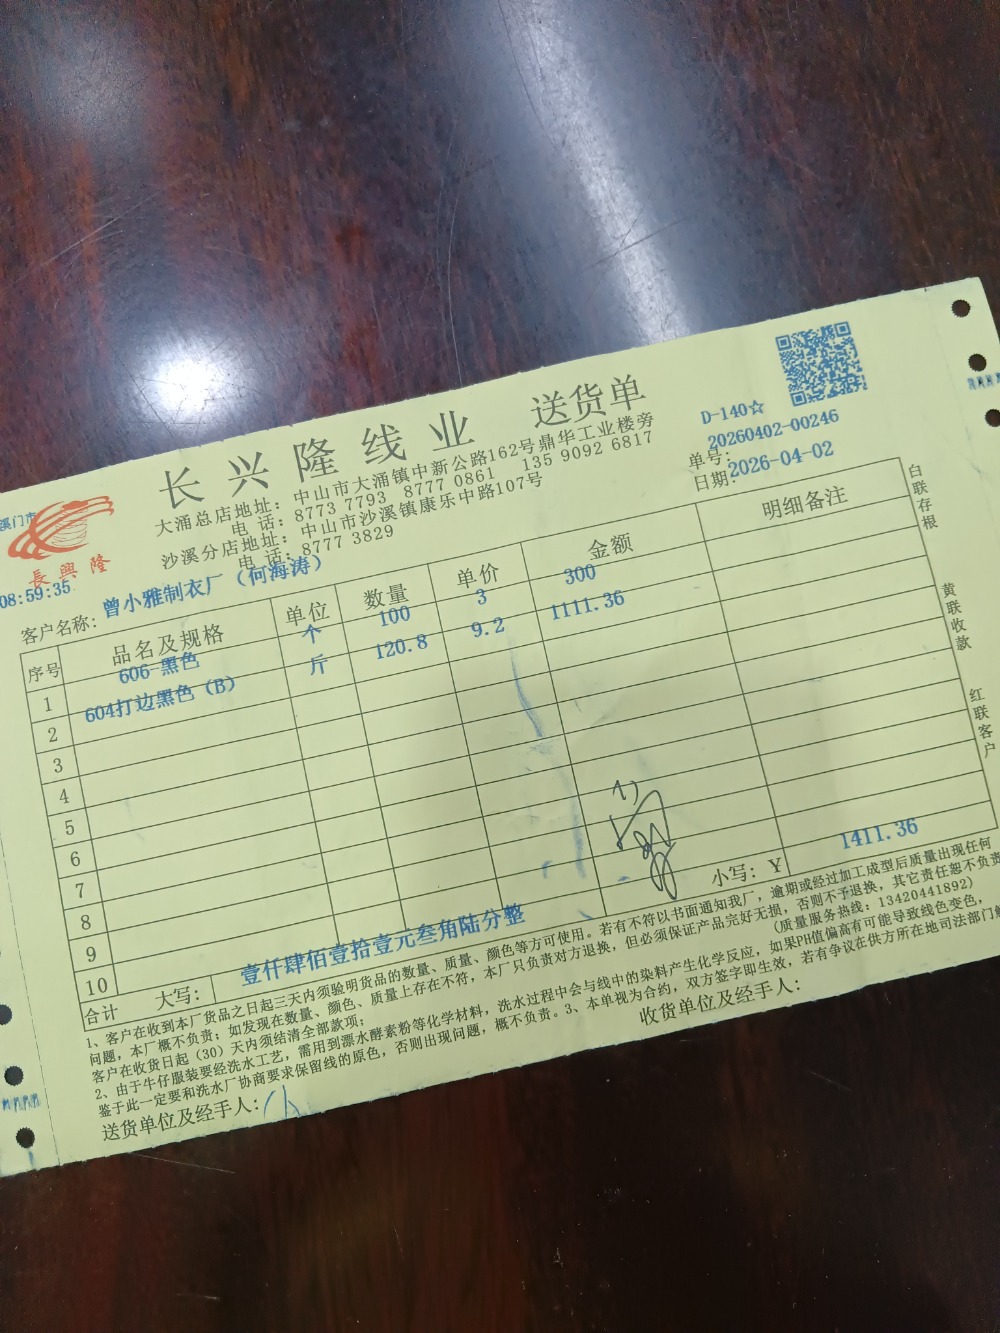 长兴隆线业 送货单
D-140☆
大涌总店地址：中山市大涌镇中新公路162号鼎华工业楼旁
电 话：8773 7793 8777 0861 135 9092 6817
沙溪分店地址：中山市沙溪镇康乐中路107号
电 话：8777 3829
单号：20260402-00246
日期：2026-04-02
溪门市
長興隆
08:59:35
客户名称：曾小雅制衣厂（何海涛）
序号 品名及规格 单位 数量 单价 金额 明细备注
1 606-黑色 个 100 3 300
2 604打边黑色（B） 斤 120.8 9.2 1111.36
3
4
5
6
7
8
9
10
合计 大写：壹仟肆佰壹拾壹元叁角陆分整 小写：Y 1411.36
1、客户在收到本厂货品之日起三天内须验明货品的数量、质量、颜色等方可使用。若有不符以书面通知我厂，逾期或经过加工成型后质量出现任何
问题，本厂概不负责；如发现在数量、颜色、质量上存在不符，本厂只负责对方退换，但必须保证产品完好无损，否则不予退换，其它责任恕不负责
客户在收货日起（30）天内须结清全部款项；
（质量服务热线：13420441892）
2、由于牛仔服装要经洗水工艺，需用到漂水酵素粉等化学材料，洗水过程中会与线中的染料产生化学反应，如果PH值偏高有可能导致线色变色，
鉴于此一定要和洗水厂协商要求保留线的原色，否则出现问题，概不负责。3、本单视为合约，双方签字即生效，若有争议在供方所在地司法部门
送货单位及经手人：
收货单位及经手人：
白联存根
黄联收款
红联客户